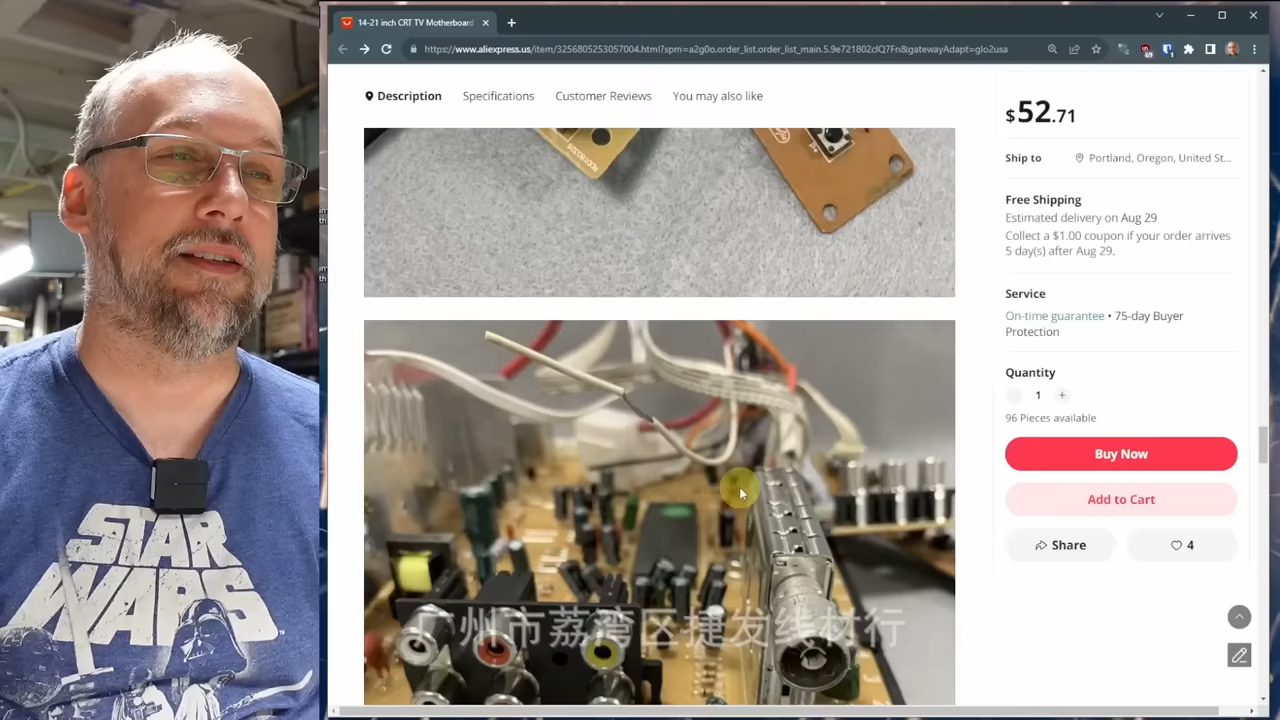 14-21 inch CRT TV Motherboard
https://www.aliexpress.us/item/3256805253057004.html?spm=a2g0o.order_list.order_list_main.5.9e721802clQ7Fn&gatewayAdapt=glo2usa
Description Specifications Customer Reviews You may also like
$52.71
Ship to Portland, Oregon, United St...
Free Shipping
Estimated delivery on Aug 29
Collect a $1.00 coupon if your order arrives
5 day(s) after Aug 29.
Service
On-time guarantee • 75-day Buyer
Protection
Quantity
1 +
96 Pieces available
Buy Now
Add to Cart
Share 4
广州市荔湾区捷发线材行
STAR
WARS